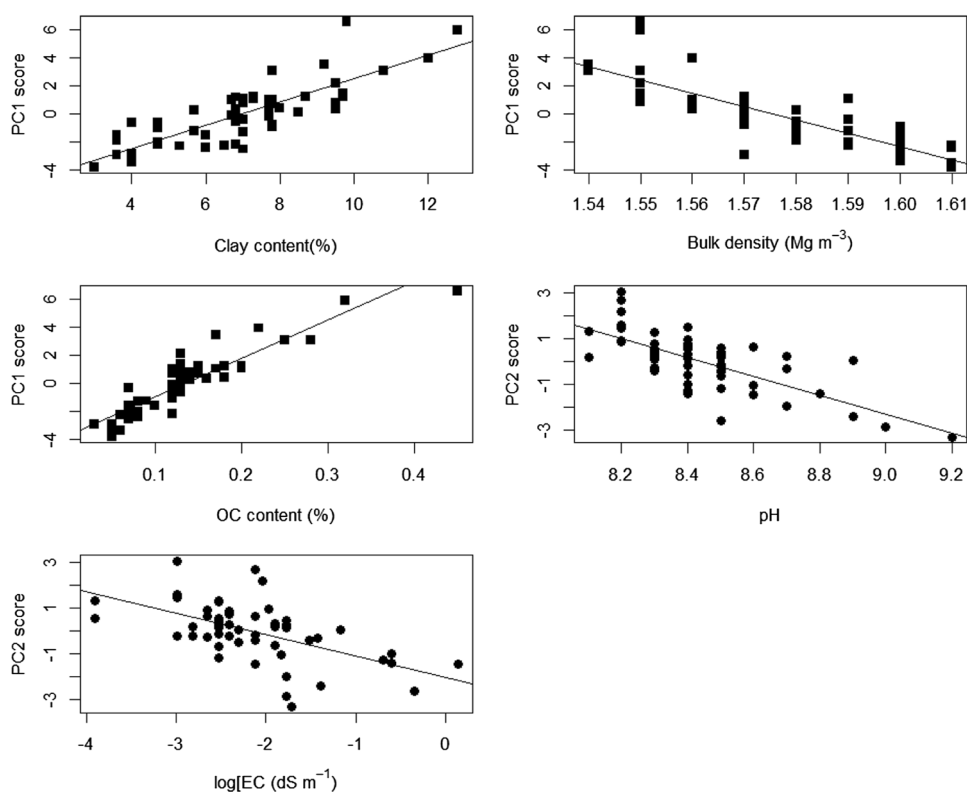 PC1 score
-4 0 2 4 6
4 6 8 10 12
Clay content(%)
PC1 score
-4 0 2 4 6
1.54 1.55 1.56 1.57 1.58 1.59 1.60 1.61
Bulk density (Mg m⁻³)
PC1 score
-4 0 2 4 6
0.1 0.2 0.3 0.4
OC content (%)
PC2 score
-3 -1 1 3
8.2 8.4 8.6 8.8 9.0 9.2
pH
PC2 score
-3 -1 1 3
-4 -3 -2 -1 0
log[EC (dS m⁻¹)